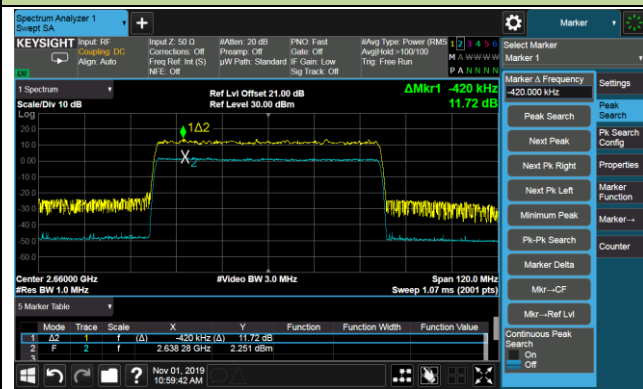 Spectrum Analyzer 1
Swept SA
+
Marker
KEYSIGHT
Input: RF
Coupling: DC
Align: Auto
Input Z: 50 Ω
Corrections: Off
Freq Ref: Int (S)
NFE: Off
#Atten: 20 dB
Preamp: Off
µW Path: Standard
PNO: Fast
Gate: Off
IF Gain: Low
Sig Track: Off
#Avg Type: Power (RMS
Avg|Hold:>100/100
Trig: Free Run
1 2 3 4 5 6
M A W W W W
P A N N N N
Select Marker
Marker 1
1 Spectrum
Scale/Div 10 dB
Ref Lvl Offset 21.00 dB
Ref Level 30.00 dBm
ΔMkr1 -420 kHz
11.72 dB
Log
20.0
10.0
0.00
-10.0
-20.0
-30.0
-40.0
-50.0
-60.0
1Δ2
X2
Center 2.66000 GHz
#Res BW 1.0 MHz
#Video BW 3.0 MHz
Span 120.0 MHz
Sweep 1.07 ms (2001 pts)
5 Marker Table
Mode Trace Scale X Y Function Function Width Function Value
1 Δ2 1 f (Δ) -420 kHz (Δ) 11.72 dB
2 F 2 f 2.638 28 GHz 2.251 dBm
3
Nov 01, 2019
10:59:42 AM
Marker Δ Frequency
-420.000 kHz
Peak Search
Next Peak
Next Pk Right
Next Pk Left
Minimum Peak
Pk-Pk Search
Marker Delta
Mkr→CF
Mkr→Ref Lvl
Continuous Peak
Search
On
Off
Settings
Peak
Search
Pk Search
Config
Properties
Marker
Function
Marker→
Counter